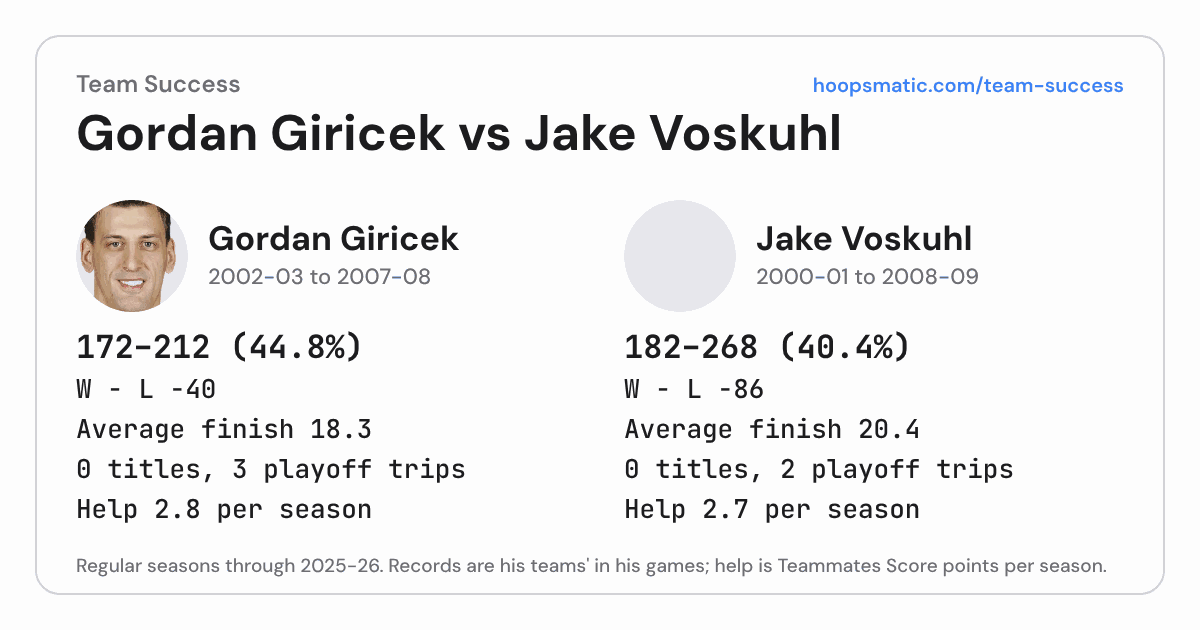 Team Success
hoopsmatic.com/team-success
Gordan Giricek vs Jake Voskuhl
Gordan Giricek
2002-03 to 2007-08
172-212 (44.8%)
W - L -40
Average finish 18.3
0 titles, 3 playoff trips
Help 2.8 per season
Jake Voskuhl
2000-01 to 2008-09
182-268 (40.4%)
W - L -86
Average finish 20.4
0 titles, 2 playoff trips
Help 2.7 per season
Regular seasons through 2025-26. Records are his teams' in his games; help is Teammates Score points per season.